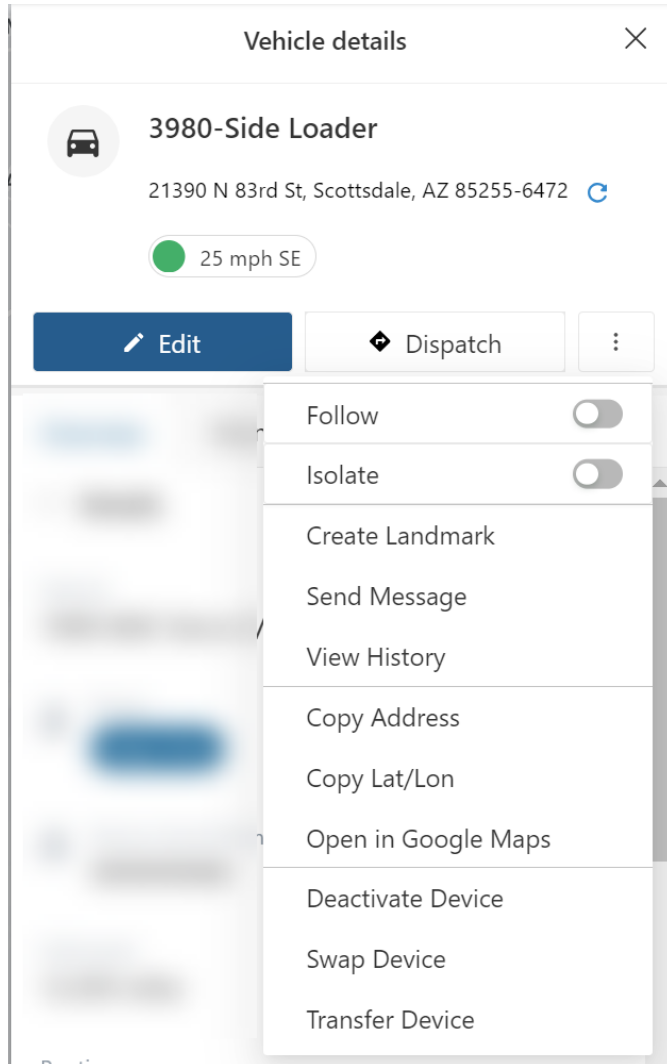 Vehicle details
3980-Side Loader
21390 N 83rd St, Scottsdale, AZ 85255-6472
25 mph SE
Edit
Dispatch
Follow
Isolate
Create Landmark
Send Message
View History
Copy Address
Copy Lat/Lon
Open in Google Maps
Deactivate Device
Swap Device
Transfer Device